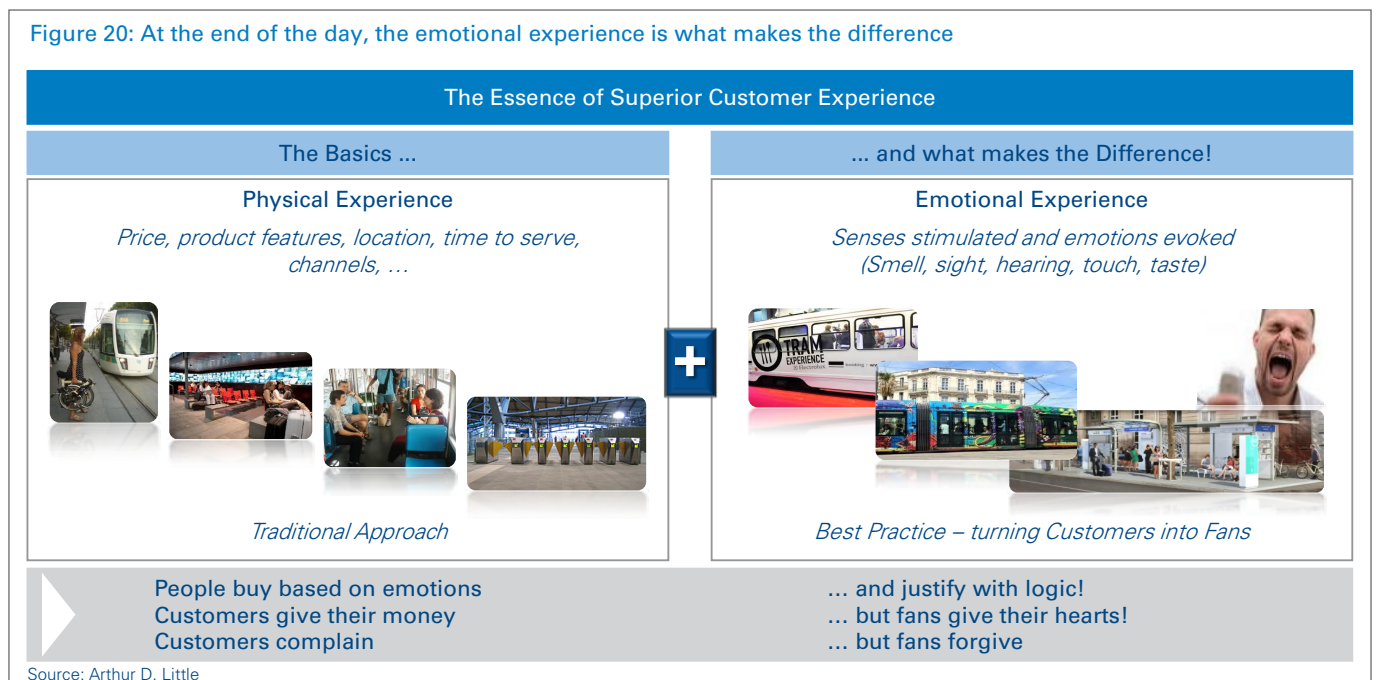 Figure 20: At the end of the day, the emotional experience is what makes the difference
The Essence of Superior Customer Experience
The Basics ...
Physical Experience
Price, product features, location, time to serve,
channels, ...
Traditional Approach
+
... and what makes the Difference!
Emotional Experience
Senses stimulated and emotions evoked
(Smell, sight, hearing, touch, taste)
TRAM
EXPERIENCE
Electrolux
Best Practice – turning Customers into Fans
People buy based on emotions
... and justify with logic!
Customers give their money
... but fans give their hearts!
Customers complain
... but fans forgive
Source: Arthur D. Little